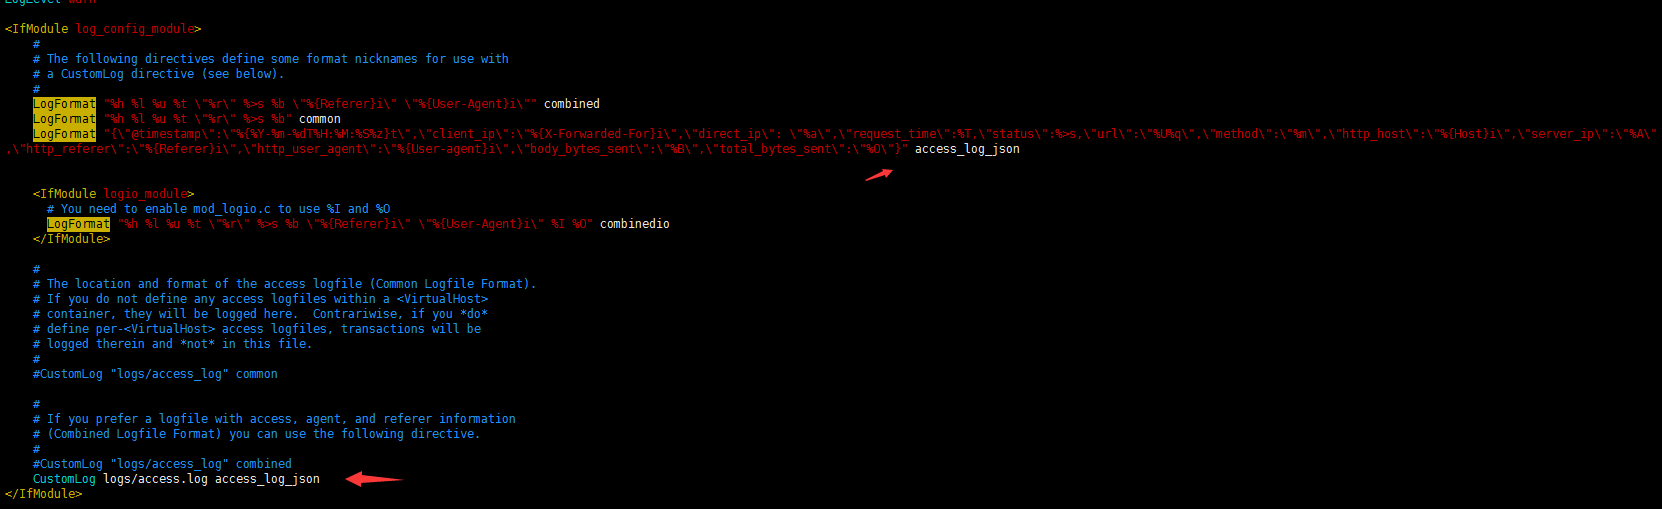 <IfModule log_config_module>
#
# The following directives define some format nicknames for use with
# a CustomLog directive (see below).
#
LogFormat "%h %l %u %t \"%r\" %>s %b \"%{Referer}i\" \"%{User-Agent}i\"" combined
LogFormat "%h %l %u %t \"%r\" %>s %b" common
LogFormat "{\"@timestamp\":\"%{%Y-%m-%dT%H:%M:%S%z}t\",\"client_ip\":\"%{X-Forwarded-For}i\",\"direct_ip\": \"%a\",\"request_time\":%T,\"status\":%>s,\"url\":\"%U%q\",\"method\":\"%m\",\"http_host\":\"%{Host}i\",\"server_ip\":\"%A\"
,\"http_referer\":\"%{Referer}i\",\"http_user_agent\":\"%{User-agent}i\",\"body_bytes_sent\":\"%B\",\"total_bytes_sent\":\"%O\"}" access_log_json
<IfModule logio_module>
# You need to enable mod_logio.c to use %I and %O
LogFormat "%h %l %u %t \"%r\" %>s %b \"%{Referer}i\" \"%{User-Agent}i\" %I %O" combinedio
</IfModule>
#
# The location and format of the access logfile (Common Logfile Format).
# If you do not define any access logfiles within a <VirtualHost>
# container, they will be logged here.  Contrariwise, if you *do*
# define per-<VirtualHost> access logfiles, transactions will be
# logged therein and *not* in this file.
#
#CustomLog "logs/access_log" common
#
# If you prefer a logfile with access, agent, and referer information
# (Combined Logfile Format) you can use the following directive.
#
#CustomLog "logs/access_log" combined
CustomLog logs/access.log access_log_json
</IfModule>